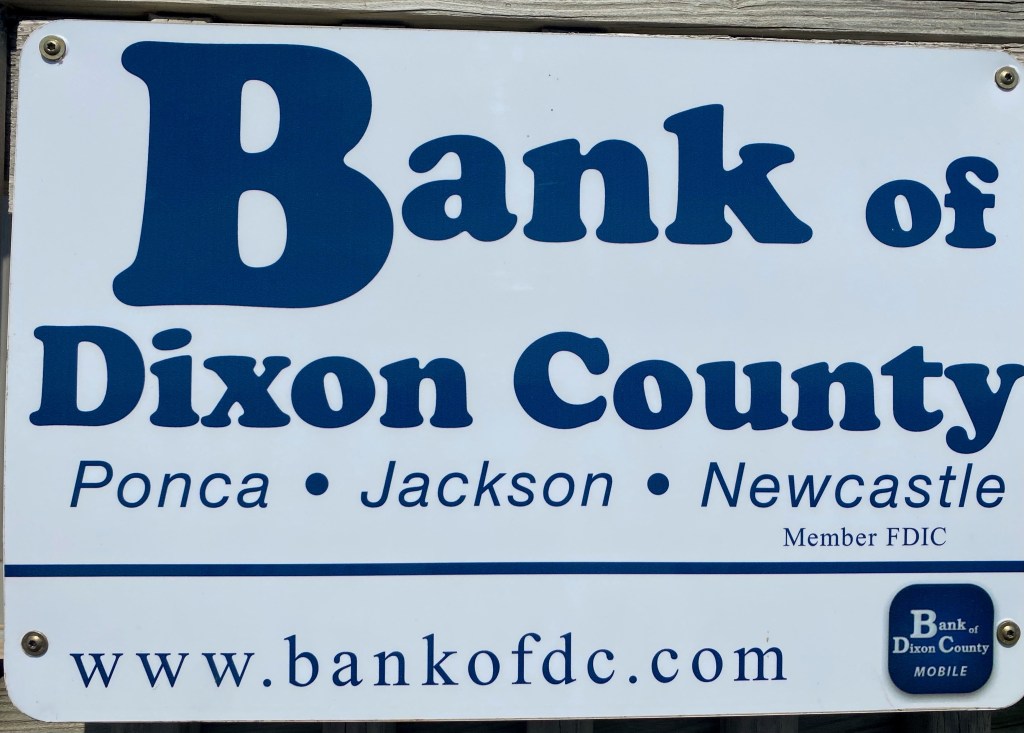 Bank of
Dixon County
Ponca • Jackson • Newcastle
Member FDIC
www.bankofdc.com
Bank of
Dixon County
MOBILE